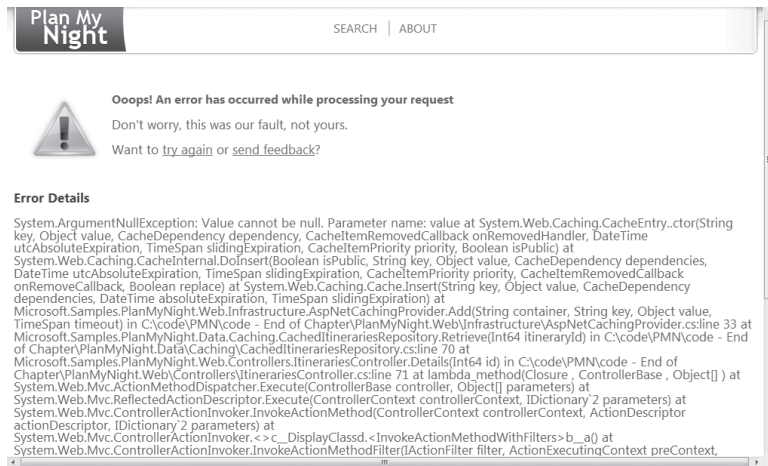 Plan My
Night
SEARCH | ABOUT
Ooops! An error has occurred while processing your request
Don't worry, this was our fault, not yours.
Want to try again or send feedback?
Error Details
System.ArgumentNullException: Value cannot be null. Parameter name: value at System.Web.Caching.CacheEntry..ctor(String
key, Object value, CacheDependency dependency, CacheItemRemovedCallback onRemovedHandler, DateTime
utcAbsoluteExpiration, TimeSpan slidingExpiration, CacheItemPriority priority, Boolean isPublic) at
System.Web.Caching.CacheInternal.DoInsert(Boolean isPublic, String key, Object value, CacheDependency dependencies,
DateTime utcAbsoluteExpiration, TimeSpan slidingExpiration, CacheItemPriority priority, CacheItemRemovedCallback
onRemoveCallback, Boolean replace) at System.Web.Caching.Cache.Insert(String key, Object value, CacheDependency
dependencies, DateTime absoluteExpiration, TimeSpan slidingExpiration) at
Microsoft.Samples.PlanMyNight.Web.Infrastructure.AspNetCachingProvider.Add(String container, String key, Object value,
TimeSpan timeout) in C:\code\PMN\code - End of Chapter\PlanMyNight.Web\Infrastructure\AspNetCachingProvider.cs:line 33 at
Microsoft.Samples.PlanMyNight.Data.Caching.CachedItinerariesRepository.Retrieve(Int64 itineraryId) in C:\code\PMN\code - End
of Chapter\PlanMyNight.Data\Caching\CachedItinerariesRepository.cs:line 70 at
Microsoft.Samples.PlanMyNight.Web.Controllers.ItinerariesController.Details(Int64 id) in C:\code\PMN\code - End of
Chapter\PlanMyNight.Web\Controllers\ItinerariesController.cs:line 71 at lambda_method(Closure , ControllerBase , Object[] ) at
System.Web.Mvc.ActionMethodDispatcher.Execute(ControllerBase controller, Object[] parameters) at
System.Web.Mvc.ReflectedActionDescriptor.Execute(ControllerContext controllerContext, IDictionary`2 parameters) at
System.Web.Mvc.ControllerActionInvoker.InvokeActionMethod(ControllerContext controllerContext, ActionDescriptor
actionDescriptor, IDictionary`2 parameters) at
System.Web.Mvc.ControllerActionInvoker.<>c__DisplayClassd.<InvokeActionMethodWithFilters>b__a() at
System.Web.Mvc.ControllerActionInvoker.InvokeActionMethodFilter(IActionFilter filter, ActionExecutingContext preContext,